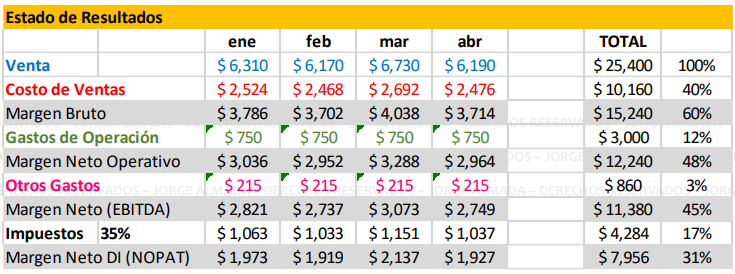 Estado de Resultados
ene feb mar abr TOTAL
Venta $ 6,310 $ 6,170 $ 6,730 $ 6,190 $ 25,400 100%
Costo de Ventas $ 2,524 $ 2,468 $ 2,692 $ 2,476 $ 10,160 40%
Margen Bruto $ 3,786 $ 3,702 $ 4,038 $ 3,714 $ 15,240 60%
Gastos de Operación $ 750 $ 750 $ 750 $ 750 $ 3,000 12%
Margen Neto Operativo $ 3,036 $ 2,952 $ 3,288 $ 2,964 $ 12,240 48%
Otros Gastos $ 215 $ 215 $ 215 $ 215 $ 860 3%
Margen Neto (EBITDA) $ 2,821 $ 2,737 $ 3,073 $ 2,749 $ 11,380 45%
Impuestos 35% $ 1,063 $ 1,033 $ 1,151 $ 1,037 $ 4,284 17%
Margen Neto DI (NOPAT) $ 1,973 $ 1,919 $ 2,137 $ 1,927 $ 7,956 31%